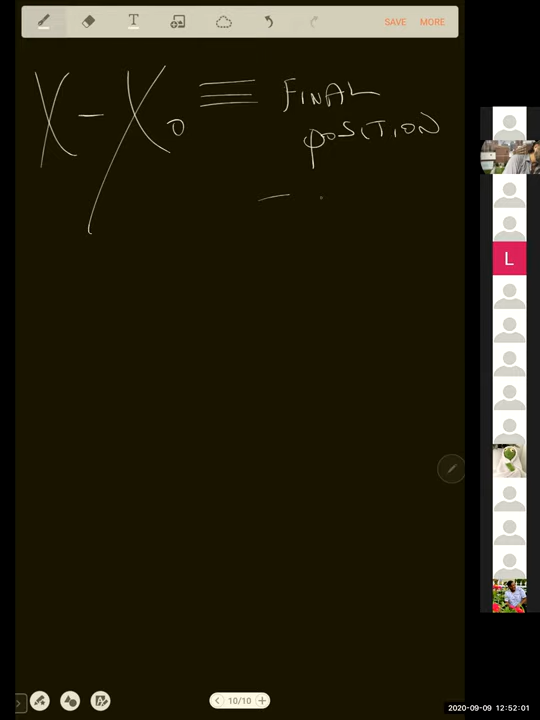 SAVE MORE
X - X₀ ≡ FINAL
POSITION
-
L
10/10
2020-09-09 12:52:01